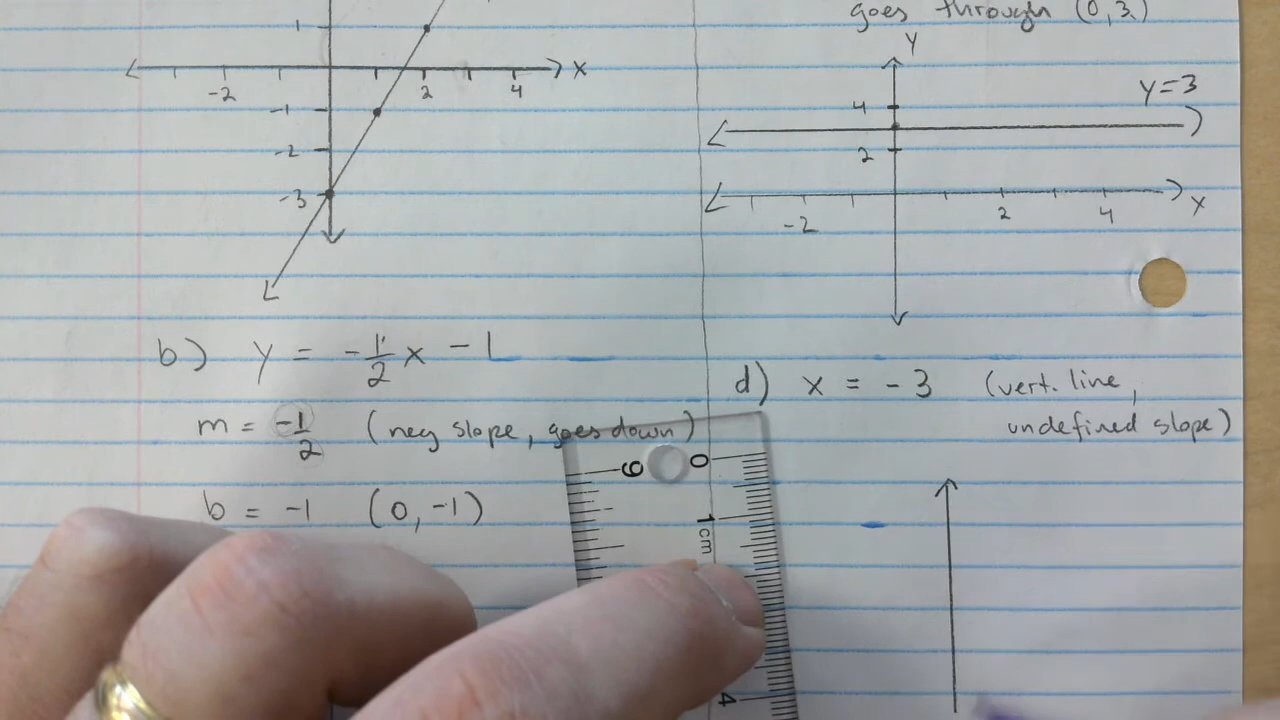 1
x
-2
2
4
-1
-2
-3
b) y = -1/2 x - 1
m = -1/2 (neg slope, goes down)
b = -1 (0, -1)
goes through (0,3)
Y
y=3
4
2
-2
2
4
x
d) x = -3 (vert. line,
undefined slope)
0
1
cm
4